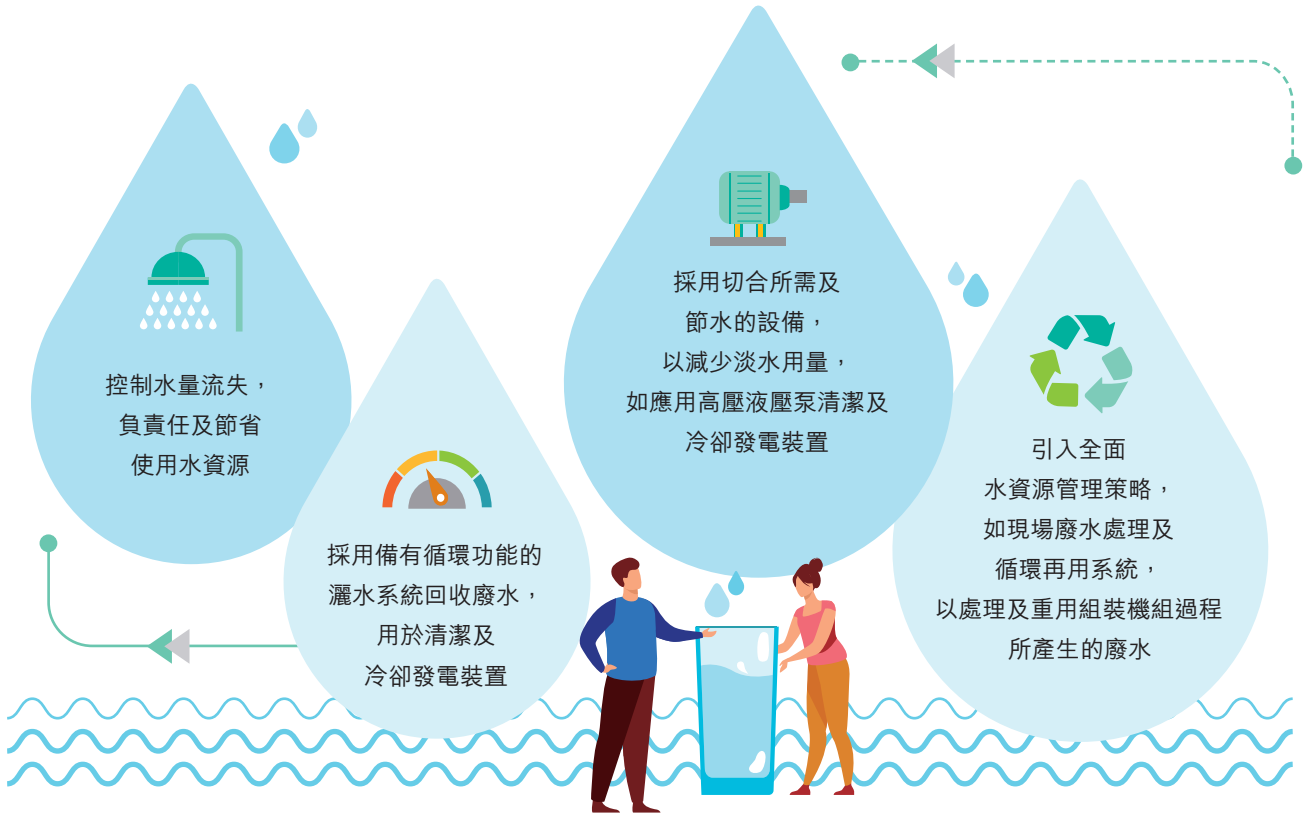 控制水量流失，
負責任及節省
使用水資源
採用備有循環功能的
灑水系統回收廢水，
用於清潔及
冷卻發電裝置
採用切合所需及
節水的設備，
以減少淡水用量，
如應用高壓液壓泵清潔及
冷卻發電裝置
引入全面
水資源管理策略，
如現場廢水處理及
循環再用系統，
以處理及重用組裝機組過程
所產生的廢水